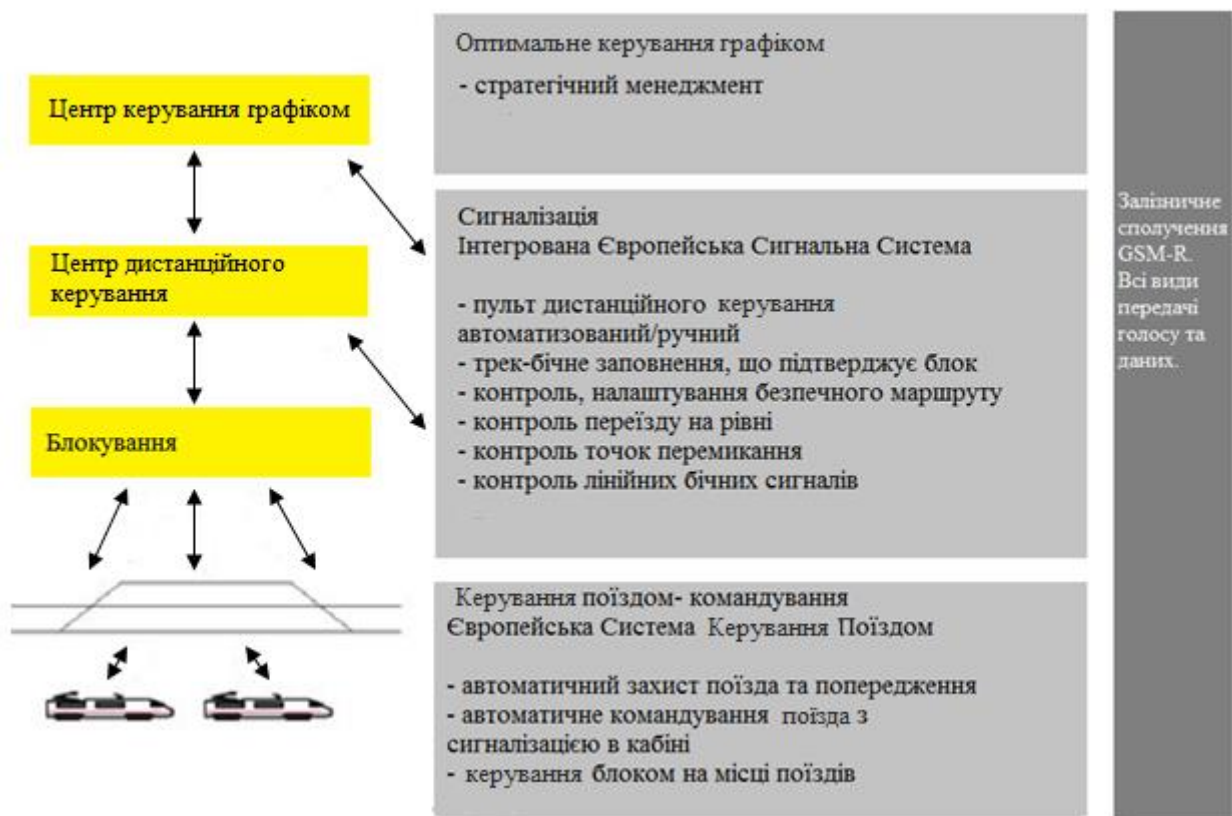 Центр керування графіком
Центр дистанційного
керування
Блокування
Оптимальне керування графіком
- стратегічний менеджмент
Сигналізація
Інтегрована Європейська Сигнальна Система
- пульт дистанційного керування
автоматизований/ручний
- трек-бічне заповнення, що підтверджує блок
- контроль, налаштування безпечного маршруту
- контроль переїзду на рівні
- контроль точок перемикання
- контроль лінійних бічних сигналів
Керування поїздом- командування
Європейська Система Керування Поїздом
- автоматичний захист поїзда та попередження
- автоматичне командування поїзда з
сигналізацією в кабіні
- керування блоком на місці поїздів
Залізничне
сполучення
GSM-R.
Всі види
передачі
голосу та
даних.